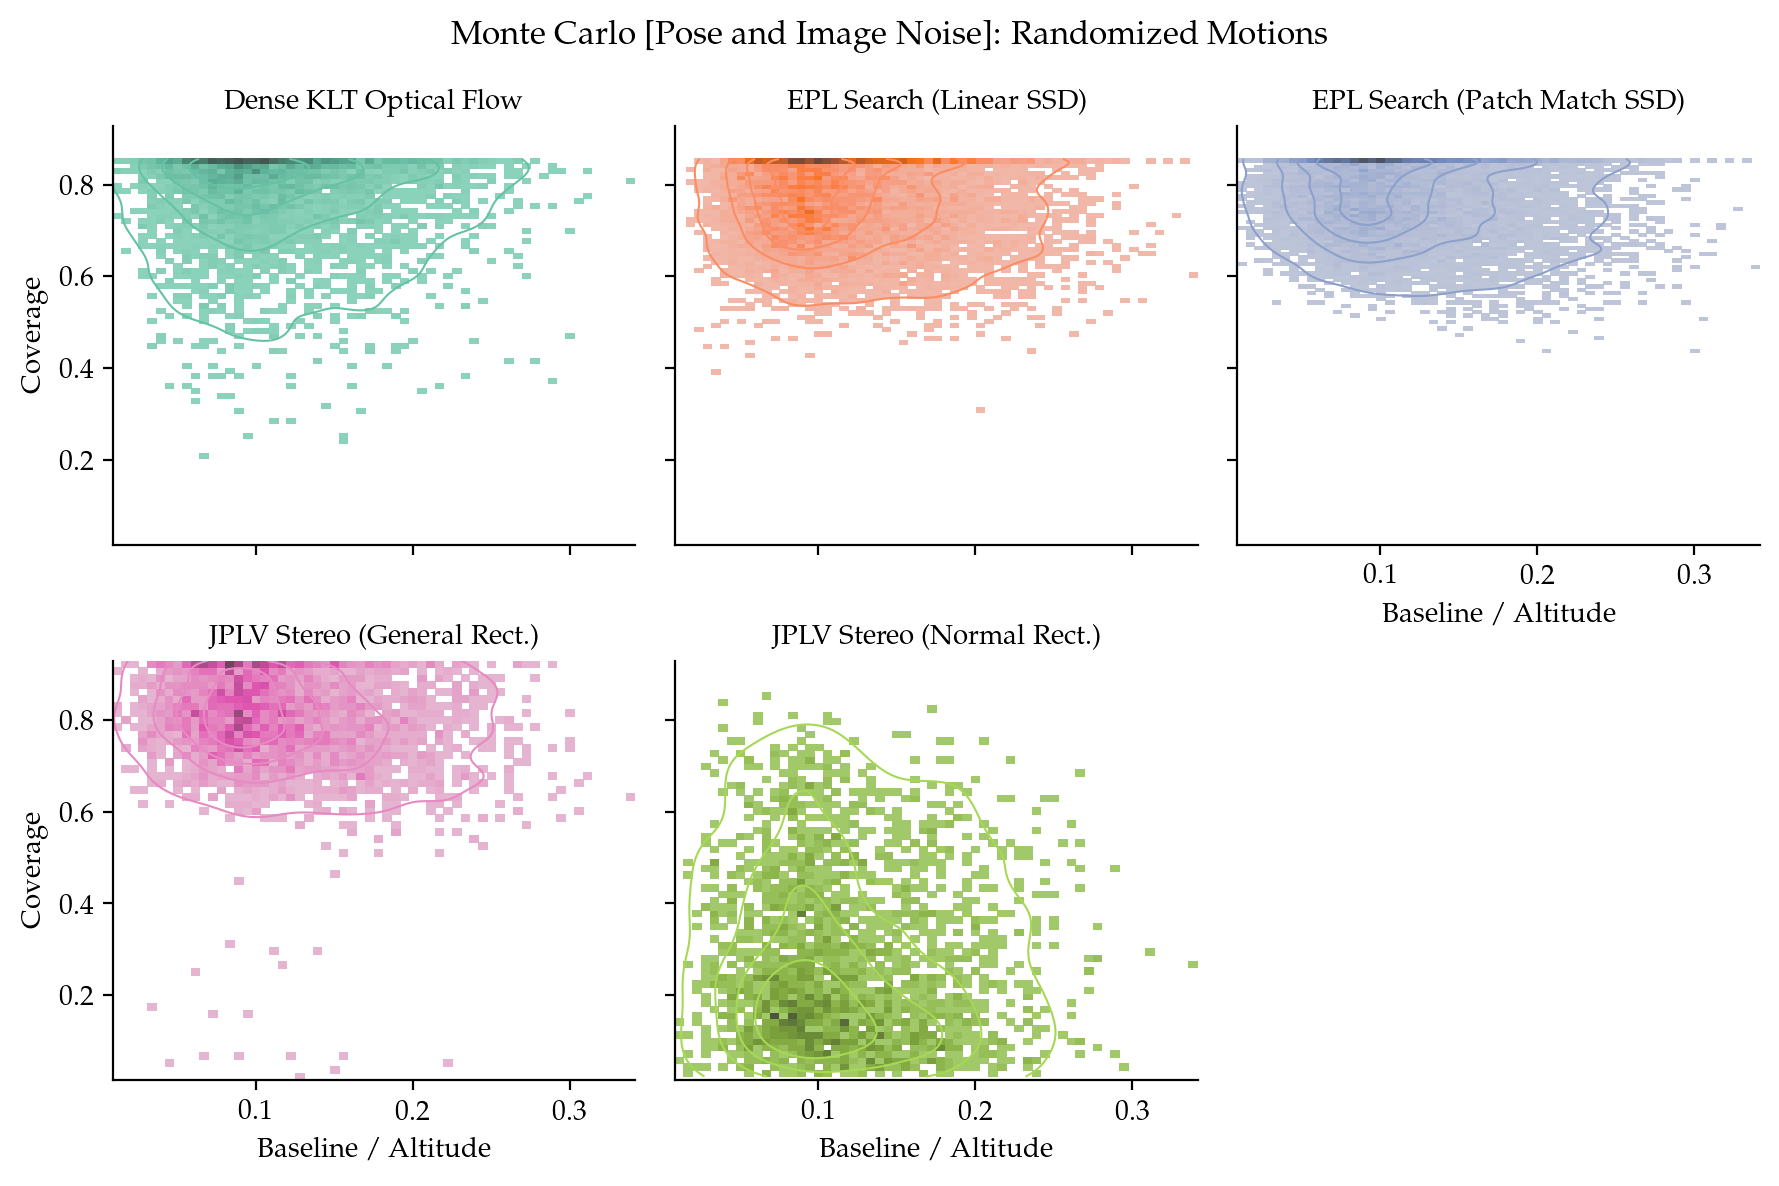 Monte Carlo [Pose and Image Noise]: Randomized Motions
Dense KLT Optical Flow
EPL Search (Linear SSD)
EPL Search (Patch Match SSD)
0.8
0.6
0.4
0.2
Coverage
0.1 0.2 0.3
Baseline / Altitude
JPLV Stereo (General Rect.)
JPLV Stereo (Normal Rect.)
0.8
0.6
0.4
0.2
Coverage
0.1 0.2 0.3
Baseline / Altitude
0.1 0.2 0.3
Baseline / Altitude